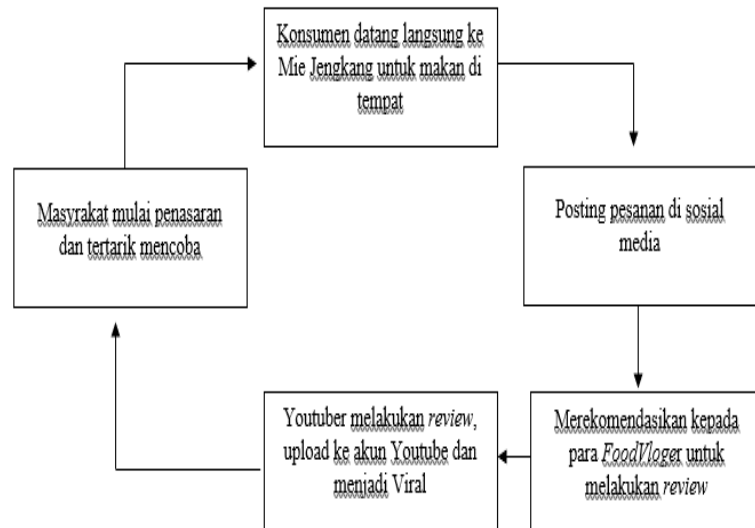 Konsumen datang langsung ke
Mie Jengkang untuk makan di
tempat
Posting pesanan di sosial
media
Merekomendasikan kepada
para FoodVloger untuk
melakukan review
Youtuber melakukan review,
upload ke akun Youtube dan
menjadi Viral
Masyrakat mulai penasaran
dan tertarik mencoba